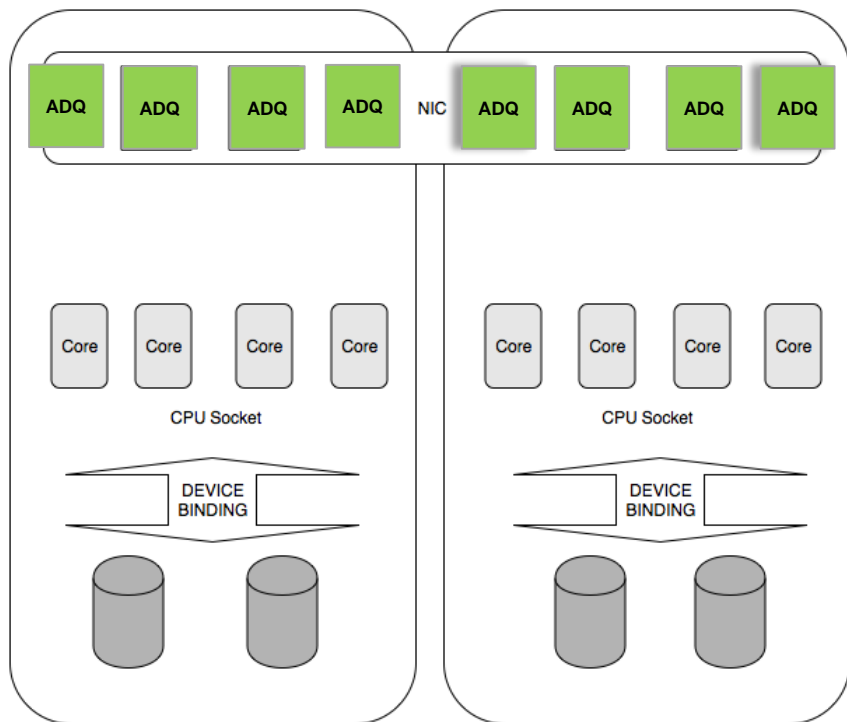 ADQ ADQ ADQ ADQ NIC ADQ ADQ ADQ ADQ
Core Core Core Core Core Core Core Core
CPU Socket CPU Socket
DEVICE DEVICE
BINDING BINDING